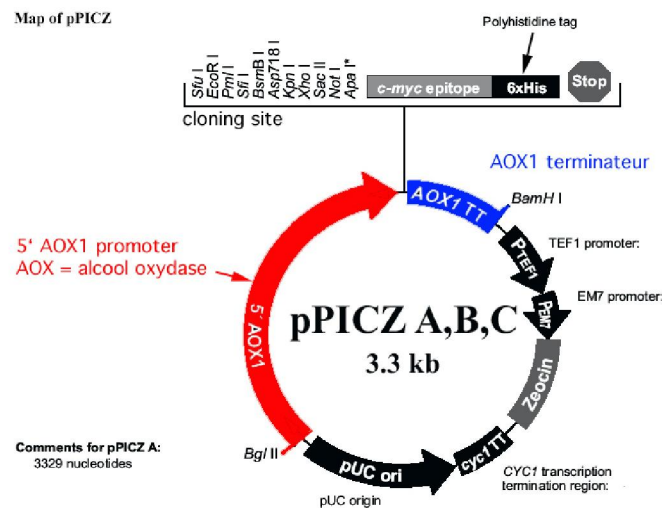 Map of pPICZ
Polyhistidine tag
Sfu I
EcoR I
Pml I
Sfi I
BsmB I
Asp718 I
Kpn I
Xho I
Sac II
Not I
Apa I*
c-myc epitope
6xHis
Stop
cloning site
AOX1 terminateur
AOX1 TT
BamH I
5' AOX1 promoter
AOX = alcool oxydase
5´ AOX1
PTEF1
TEF1 promoter:
PEM7
EM7 promoter:
pPICZ A,B,C
3.3 kb
Zeocin
Comments for pPICZ A:
3329 nucleotides
Bgl II
pUC ori
cyc1 TT
CYC1 transcription
termination region:
pUC origin